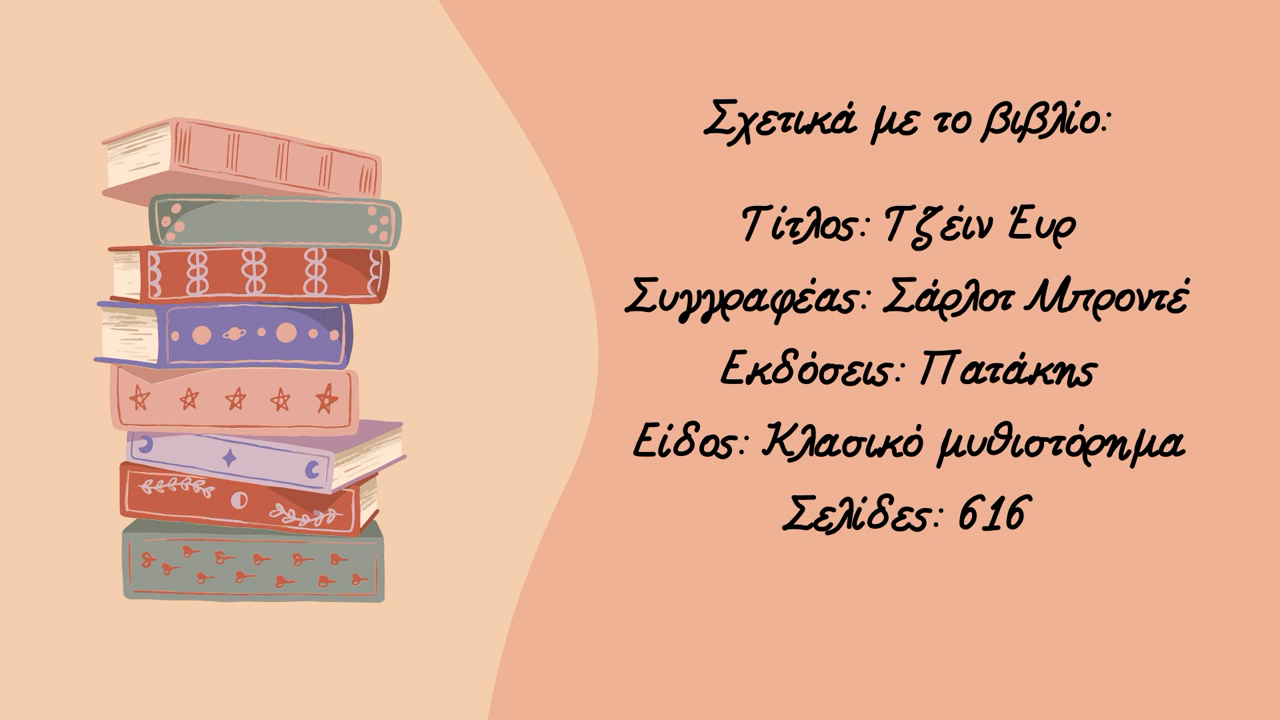 Σχετικά με το βιβλίο:
Τίτλος: Τζέιν Έυρ
Συγγραφέας: Σάρλοτ Μπροντέ
Εκδόσεις: Πατάκης
Είδος: Κλασικό μυθιστόρημα
Σελίδες: 616